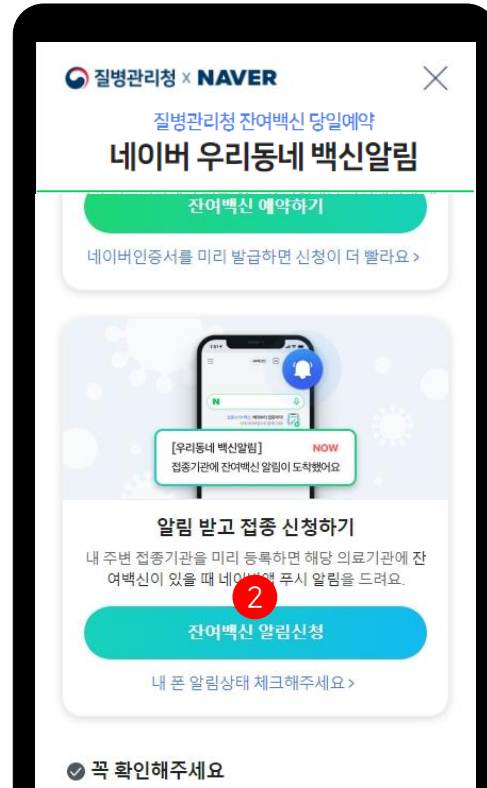 질병관리청 × NAVER
질병관리청 잔여백신 당일예약
네이버 우리동네 백신알림
잔여백신 예약하기
네이버인증서를 미리 발급하면 신청이 더 빨라요 >
N
[우리동네 백신알림] NOW
접종기관에 잔여백신 알림이 도착했어요
알림 받고 접종 신청하기
내 주변 접종기관을 미리 등록하면 해당 의료기관에 잔
여백신이 있을 때 푸시 알림을 드려요.
2
잔여백신 알림신청
내 폰 알림상태 체크해주세요 >
꼭 확인해주세요